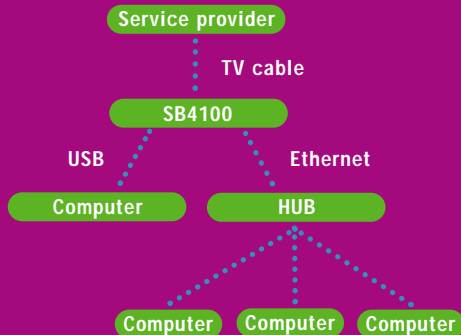 Service provider
TV cable
SB4100
USB Ethernet
Computer HUB
Computer Computer Computer